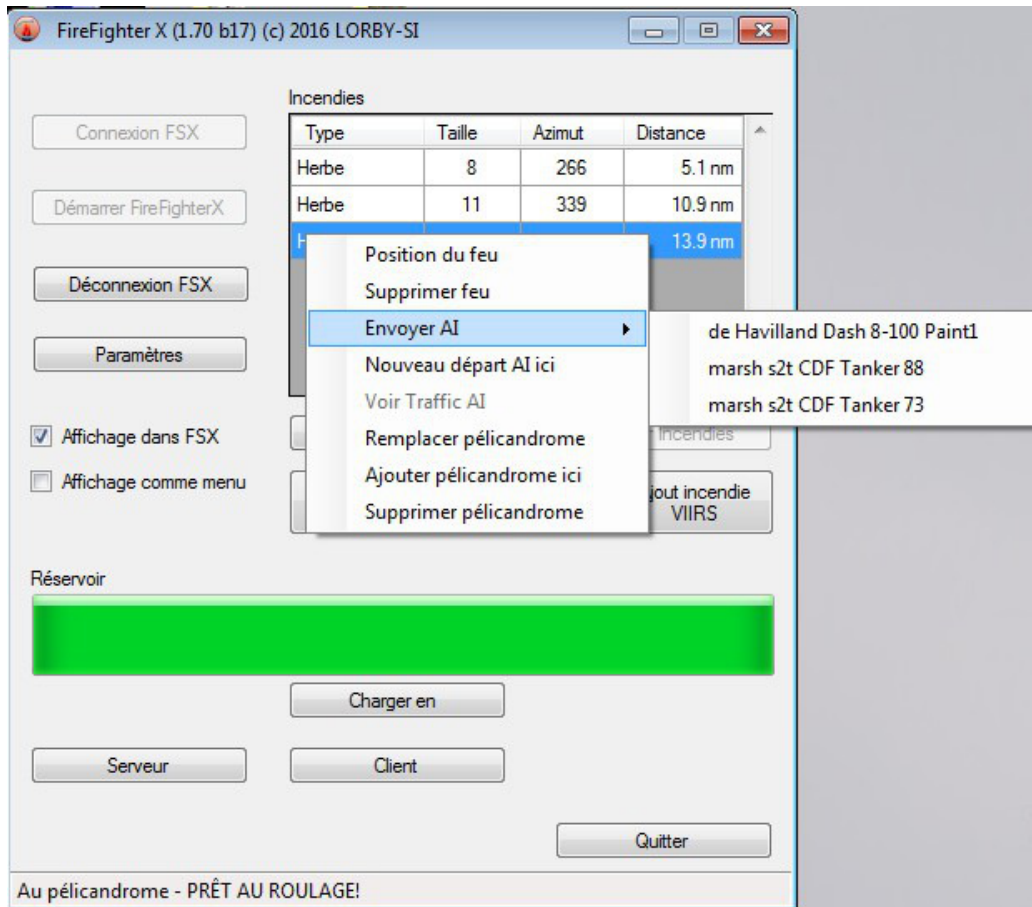 FireFighter X (1.70 b17) (c) 2016 LORBY-SI
Incendies
Connexion FSX
Démarrer FireFighterX
Déconnexion FSX
Paramètres
Affichage dans FSX
Affichage comme menu
Type Taille Azimut Distance
Herbe 8 266 5.1 nm
Herbe 11 339 10.9 nm
13.9 nm
Position du feu
Supprimer feu
Envoyer AI
Nouveau départ AI ici
Voir Traffic AI
Remplacer pélicandrome
Ajouter pélicandrome ici
Supprimer pélicandrome
de Havilland Dash 8-100 Paint1
marsh s2t CDF Tanker 88
marsh s2t CDF Tanker 73
Incendies
jout incendie
VIIRS
Réservoir
Charger en
Serveur
Client
Quitter
Au pélicandrome - PRÊT AU ROULAGE!